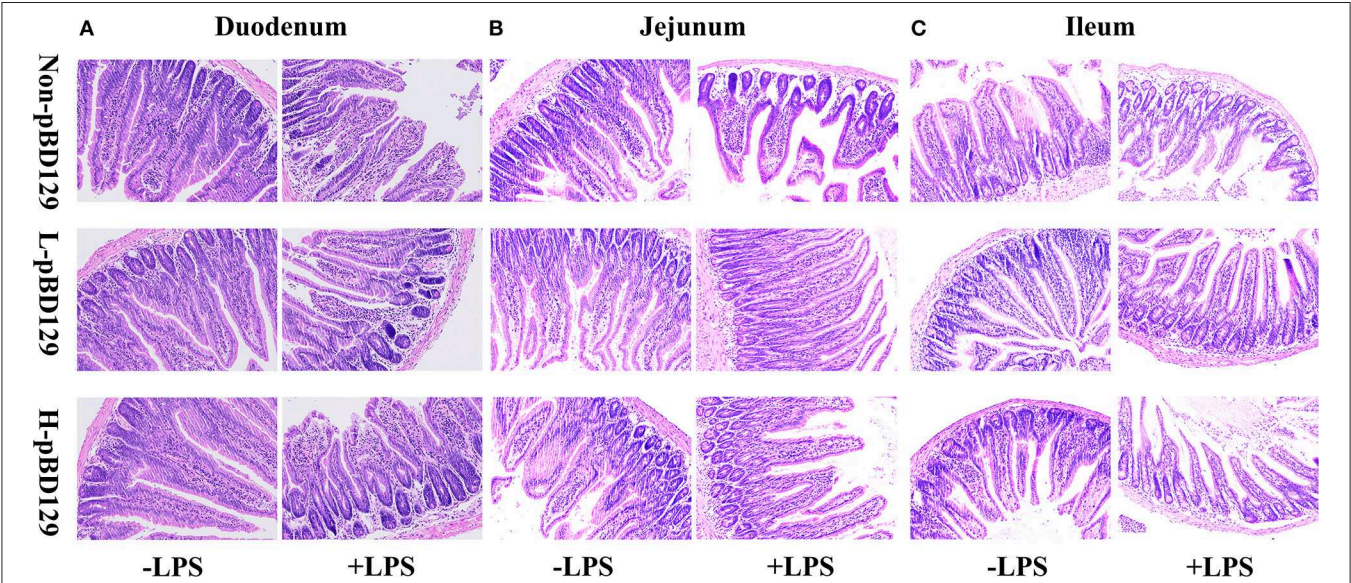 A Duodenum B Jejunum C Ileum
Non-pBD129
L-pBD129
H-pBD129
-LPS +LPS -LPS +LPS -LPS +LPS